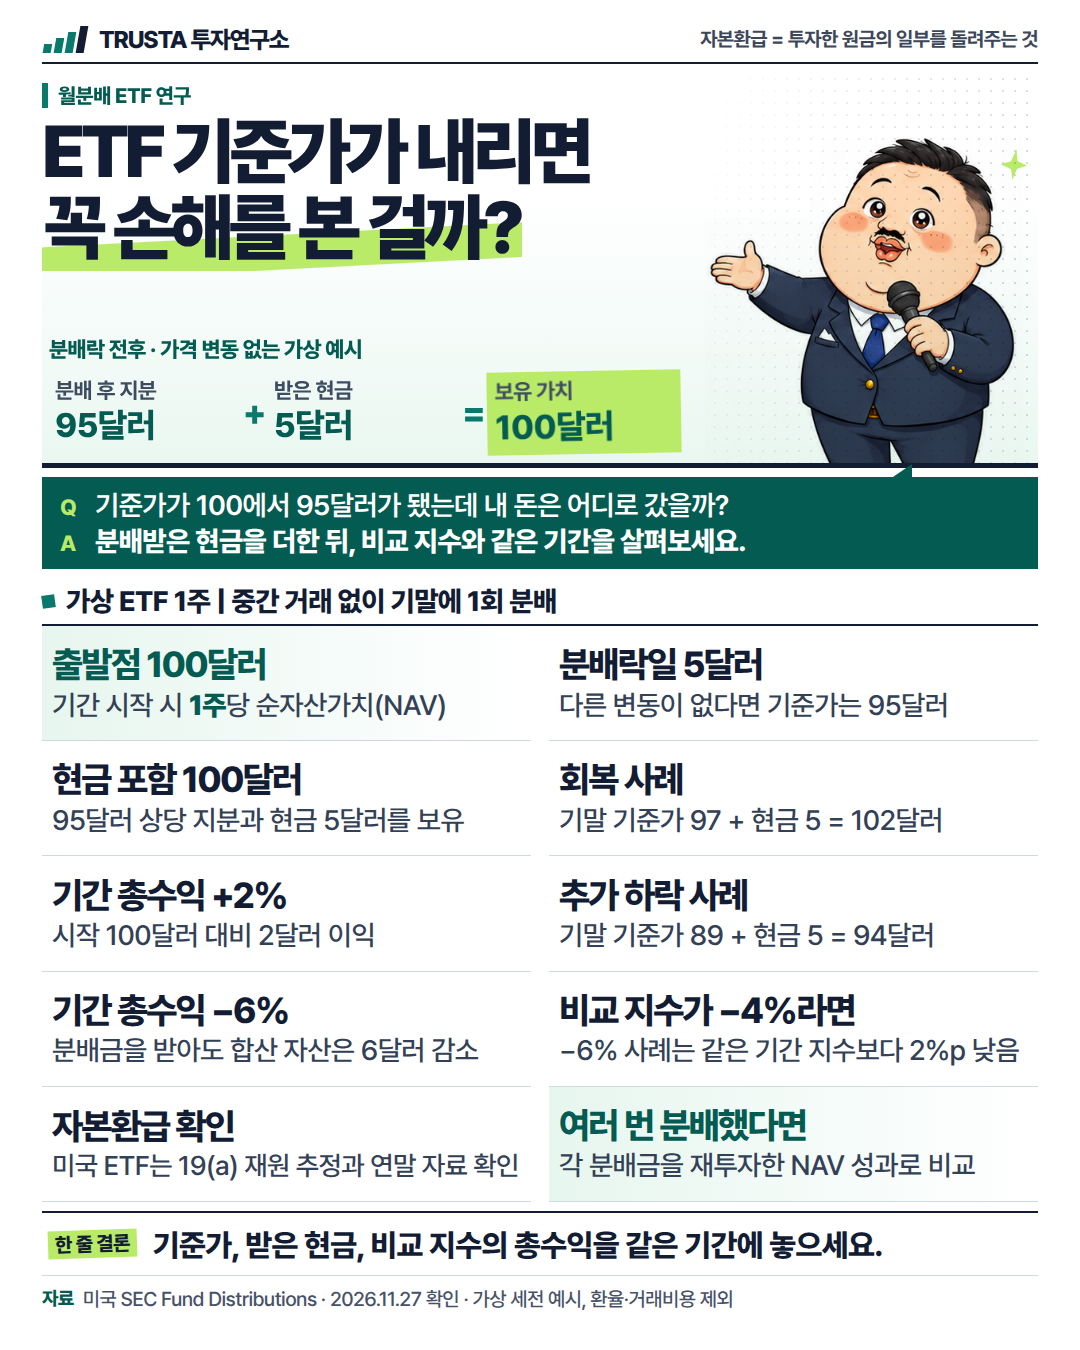 TRUSTA 투자연구소
자본환급 = 투자한 원금의 일부를 돌려주는 것
월분배 ETF 연구
ETF 기준가가 내리면
꼭 손해를 본 걸까?
분배락 전후 · 가격 변동 없는 가상 예시
분배 후 지분
95달러
+
받은 현금
5달러
=
보유 가치
100달러
Q 기준가가 100에서 95달러가 됐는데 내 돈은 어디로 갔을까?
A 분배받은 현금을 더한 뒤, 비교 지수와 같은 기간을 살펴보세요.
가상 ETF 1주 | 중간 거래 없이 기말에 1회 분배
출발점 100달러
기간 시작 시 1주당 순자산가치(NAV)
분배락일 5달러
다른 변동이 없다면 기준가는 95달러
현금 포함 100달러
95달러 상당 지분과 현금 5달러를 보유
회복 사례
기말 기준가 97 + 현금 5 = 102달러
기간 총수익 +2%
시작 100달러 대비 2달러 이익
추가 하락 사례
기말 기준가 89 + 현금 5 = 94달러
기간 총수익 −6%
분배금을 받아도 합산 자산은 6달러 감소
비교 지수가 −4%라면
−6% 사례는 같은 기간 지수보다 2%p 낮음
자본환급 확인
미국 ETF는 19(a) 재원 추정과 연말 자료 확인
여러 번 분배했다면
각 분배금을 재투자한 NAV 성과로 비교
한 줄 결론 기준가, 받은 현금, 비교 지수의 총수익을 같은 기간에 놓으세요.
자료 미국 SEC Fund Distributions · 2026.11.27 확인 · 가상 세전 예시, 환율·거래비용 제외